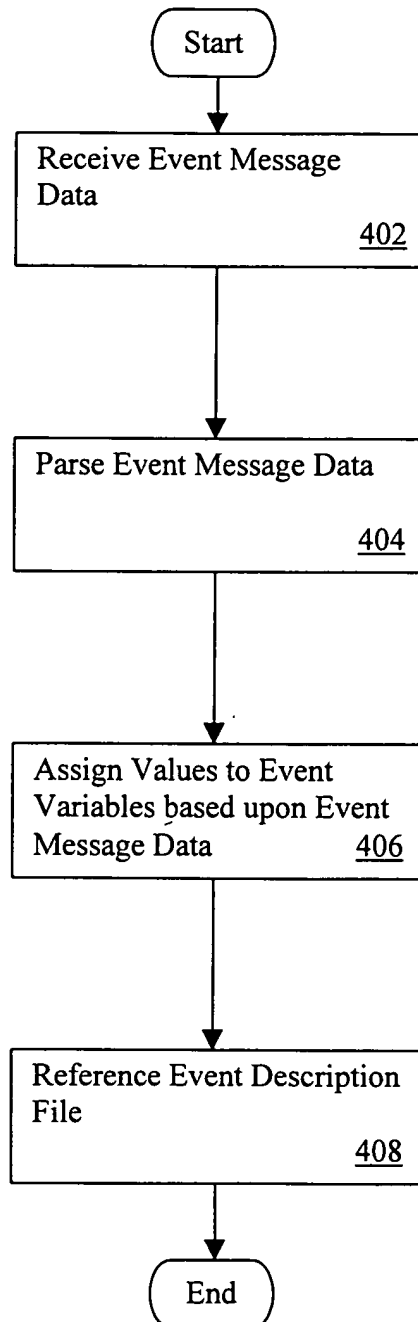 Start
Receive Event Message
Data
402
Parse Event Message Data
404
Assign Values to Event
Variables based upon Event
Message Data 406
Reference Event Description
File
408
End